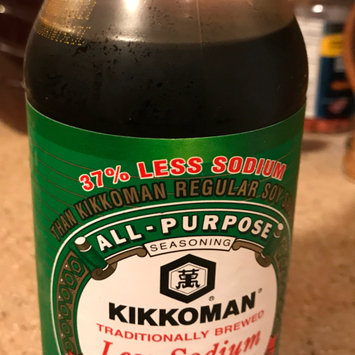 37% LESS SODIUM
THAN KIKKOMAN REGULAR SOY
ALL-PURPOSE
SEASONING
萬
®
KIKKOMAN®
TRADITIONALLY BREWED
Less Sodium